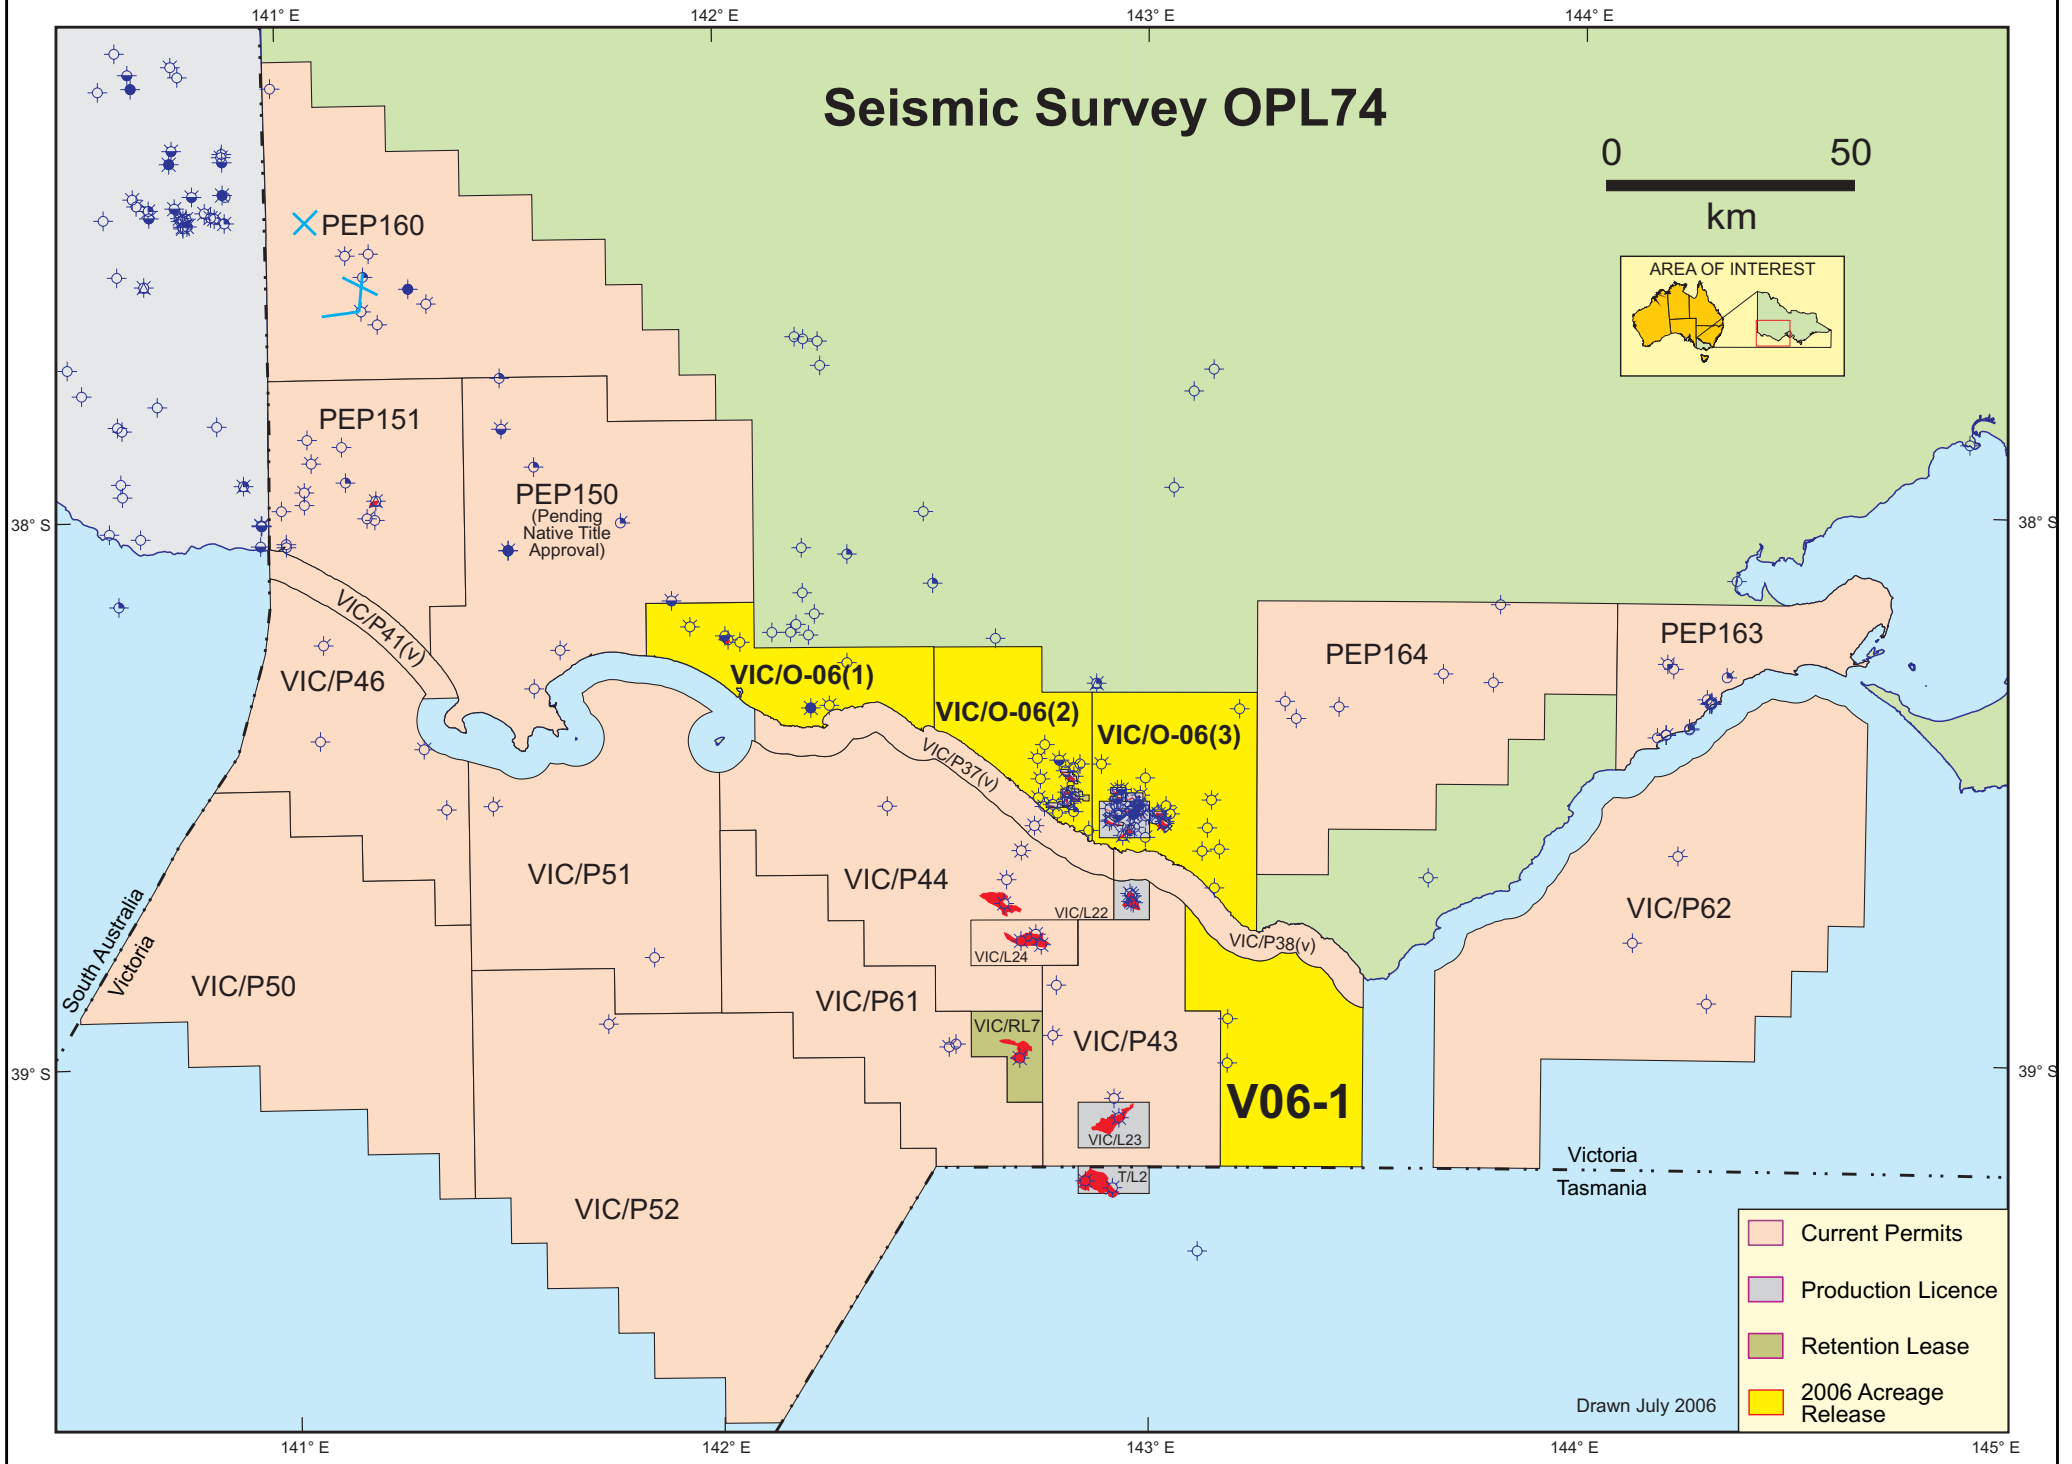 141° E
142° E
143° E
144° E
Seismic Survey OPL74
0
50
km
AREA OF INTEREST
PEP160
PEP151
PEP150
(Pending
Native Title
Approval)
38° S
38° S
VIC/P41(v)
VIC/P46
VIC/O-06(1)
VIC/O-06(2)
VIC/O-06(3)
PEP164
PEP163
VIC/P37(v)
VIC/P51
VIC/P44
VIC/L22
VIC/P62
VIC/P38(v)
VIC/L24
South Australia
Victoria
VIC/P50
VIC/P61
VIC/RL7
VIC/P43
39° S
39° S
V06-1
VIC/L23
T/L2
Victoria
Tasmania
VIC/P52
Current Permits
Production Licence
Retention Lease
2006 Acreage
Release
Drawn July 2006
141° E
142° E
143° E
144° E
145° E